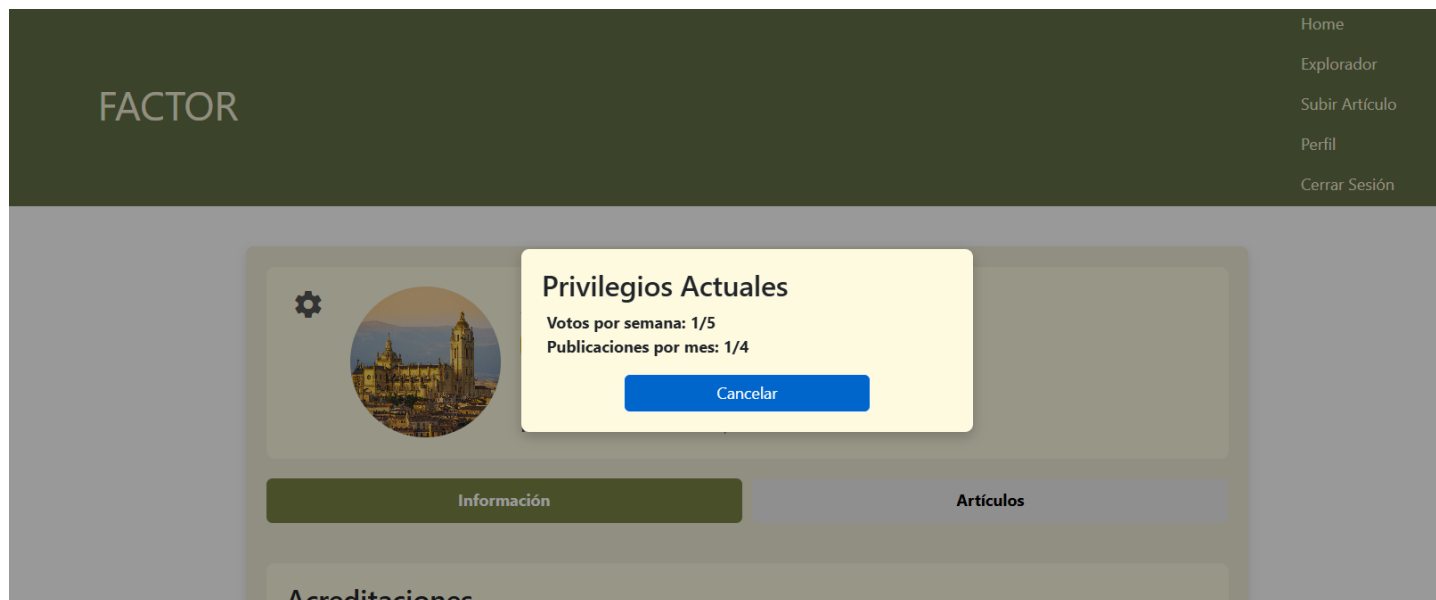 FACTOR
Home
Explorador
Subir Artículo
Perfil
Cerrar Sesión
Privilegios Actuales
Votos por semana: 1/5
Publicaciones por mes: 1/4
Cancelar
Información
Artículos
Acreditaciones